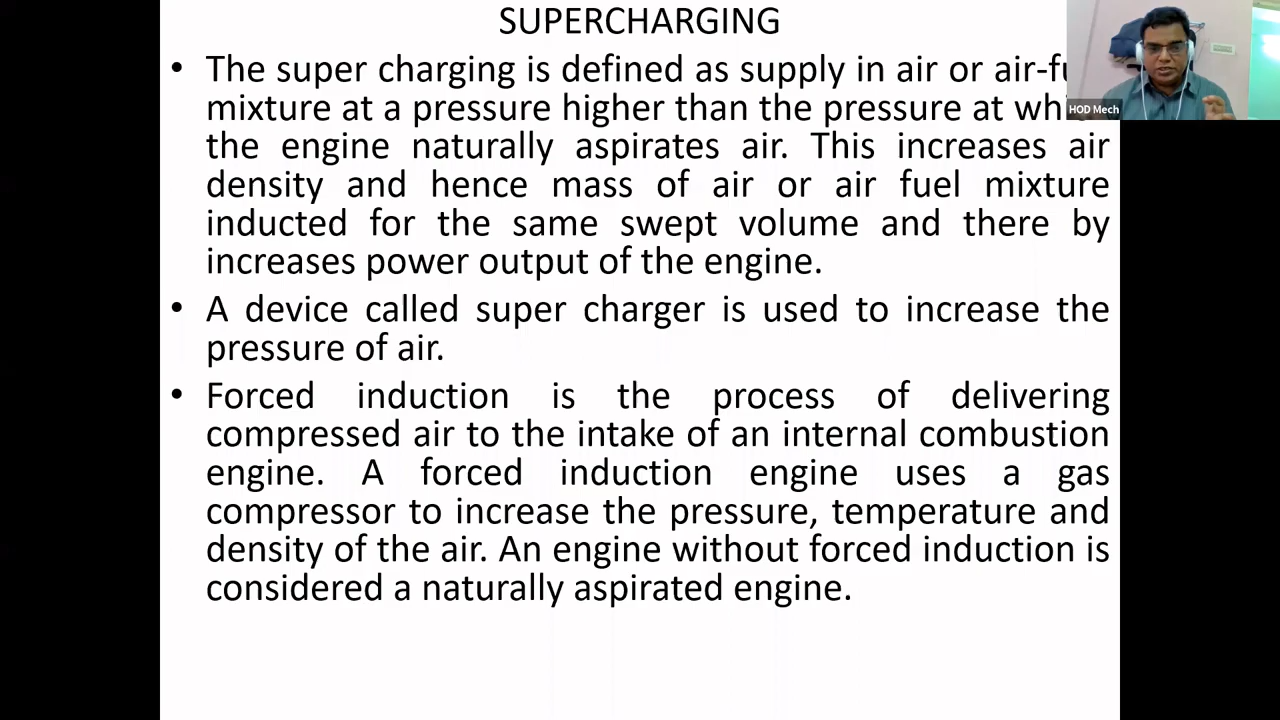 SUPERCHARGING
• The super charging is defined as supply in air or air-fu
mixture at a pressure higher than the pressure at whi
the engine naturally aspirates air. This increases air
density and hence mass of air or air fuel mixture
inducted for the same swept volume and there by
increases power output of the engine.
• A device called super charger is used to increase the
pressure of air.
• Forced induction is the process of delivering
compressed air to the intake of an internal combustion
engine. A forced induction engine uses a gas
compressor to increase the pressure, temperature and
density of the air. An engine without forced induction is
considered a naturally aspirated engine.
HOD Mech